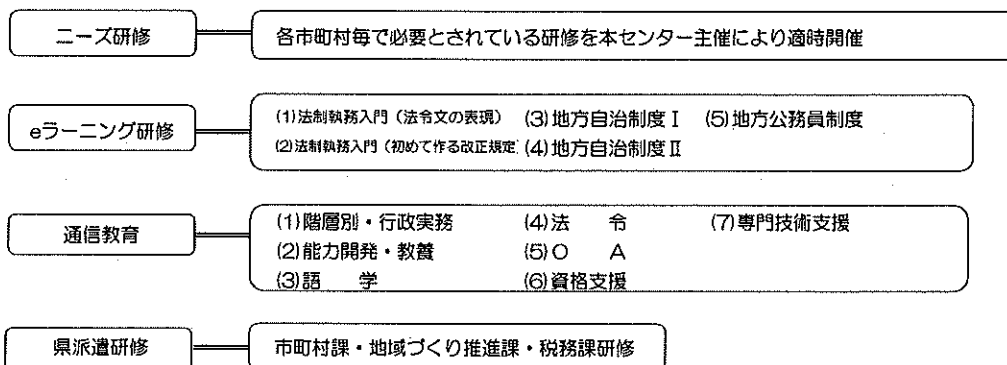 ニーズ研修
各市町村毎で必要とされている研修を本センター主催により適時開催
eラーニング研修
(1)法制執務入門（法令文の表現） (3)地方自治制度Ⅰ (5)地方公務員制度
(2)法制執務入門（初めて作る改正規定 (4)地方自治制度Ⅱ
通信教育
(1)階層別・行政実務 (4)法　　令 (7)専門技術支援
(2)能力開発・教養 (5)O　　A
(3)語　　学 (6)資格支援
県派遣研修
市町村課・地域づくり推進課・税務課研修